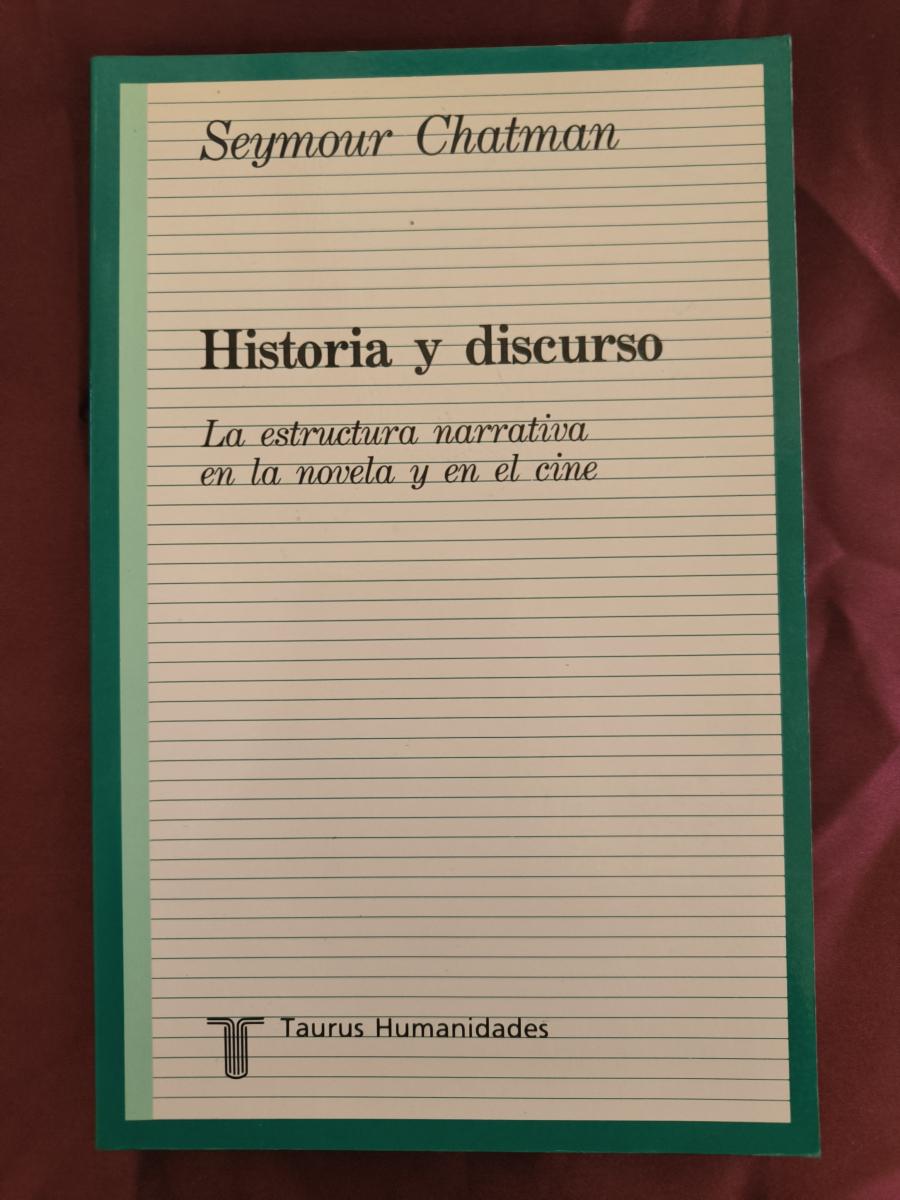 Seymour Chatman
Historia y discurso
La estructura narrativa
en la novela y en el cine
Taurus Humanidades